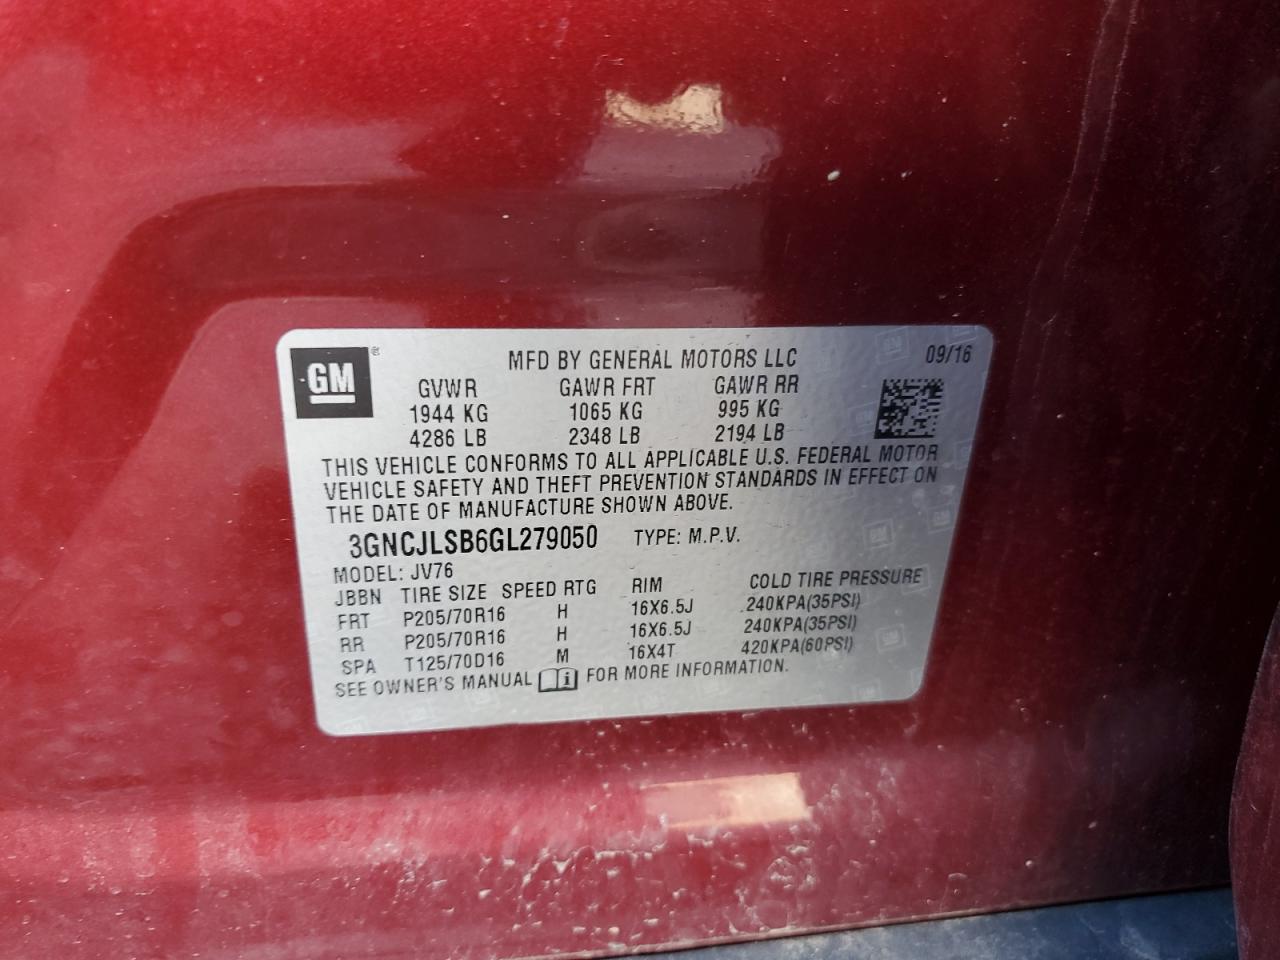 GM ®
MFD BY GENERAL MOTORS LLC 09/16
GVWR GAWR FRT GAWR RR
1944 KG 1065 KG 995 KG
4286 LB 2348 LB 2194 LB
THIS VEHICLE CONFORMS TO ALL APPLICABLE U.S. FEDERAL MOTOR
VEHICLE SAFETY AND THEFT PREVENTION STANDARDS IN EFFECT ON
THE DATE OF MANUFACTURE SHOWN ABOVE.
3GNCJLSB6GL279050 TYPE: M.P.V.
MODEL: JV76
JBBN TIRE SIZE SPEED RTG RIM COLD TIRE PRESSURE
FRT P205/70R16 H 16X6.5J 240KPA(35PSI)
RR P205/70R16 H 16X6.5J 240KPA(35PSI)
SPA T125/70D16 M 16X4T 420KPA(60PSI)
SEE OWNER'S MANUAL i FOR MORE INFORMATION.